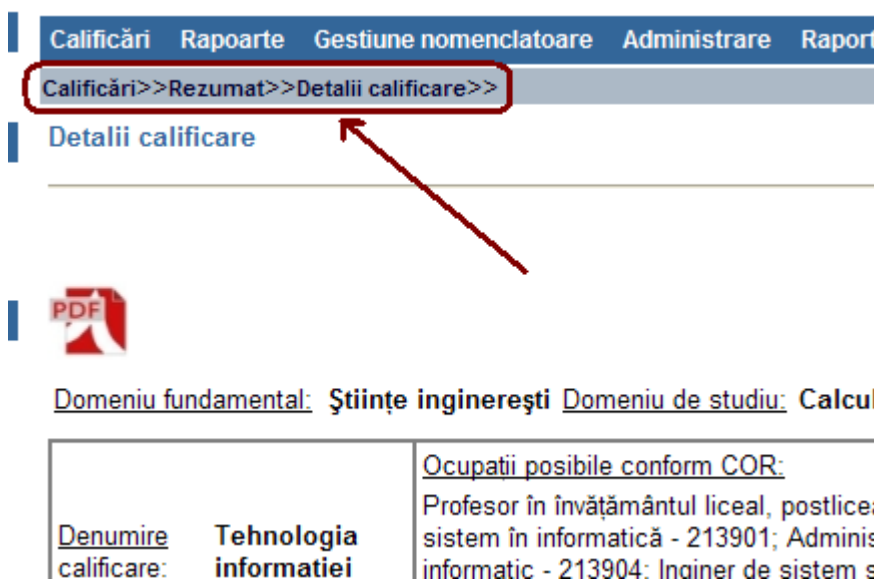 Calificări Rapoarte Gestiune nomenclatoare Administrare
Calificări>>Rezumat>>Detalii calificare>>
Detalii calificare
PDF
Domeniu fundamental: Ştiinţe inginereşti Domeniu de studiu:
Ocupații posibile conform COR:
Profesor în învățământul liceal,
Denumire Tehnologia sistem în informatică - 213901;
calificare: informatiei informatic - 213904; Inginer de sistem